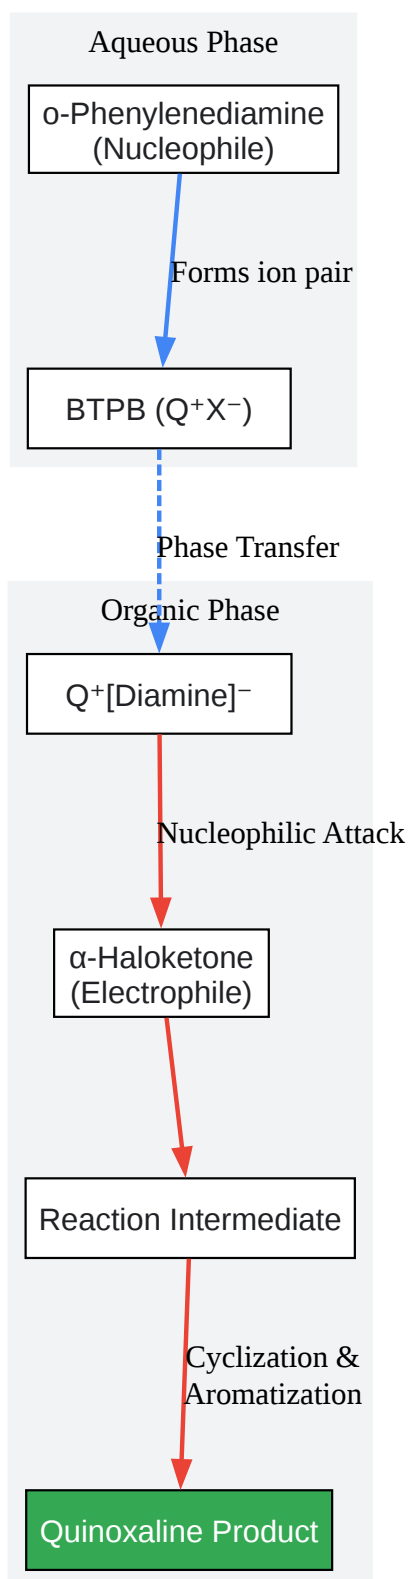 Aqueous Phase
o-Phenylenediamine
(Nucleophile)
Forms ion pair
BTPB (Q⁺X⁻)
Phase Transfer
Organic Phase
Q⁺[Diamine]⁻
Nucleophilic Attack
α-Haloketone
(Electrophile)
Reaction Intermediate
Cyclization &
Aromatization
Quinoxaline Product